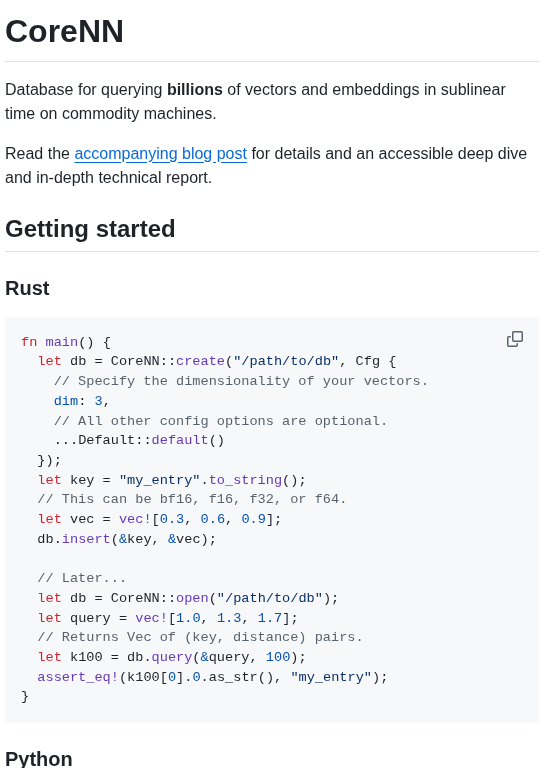 CoreNN
Database for querying billions of vectors and embeddings in sublinear
time on commodity machines.
Read the accompanying blog post for details and an accessible deep dive
and in-depth technical report.
Getting started
Rust
fn main() {
  let db = CoreNN::create("/path/to/db", Cfg {
    // Specify the dimensionality of your vectors.
    dim: 3,
    // All other config options are optional.
    ...Default::default()
  });
  let key = "my_entry".to_string();
  // This can be bf16, f16, f32, or f64.
  let vec = vec![0.3, 0.6, 0.9];
  db.insert(&key, &vec);

  // Later...
  let db = CoreNN::open("/path/to/db");
  let query = vec![1.0, 1.3, 1.7];
  // Returns Vec of (key, distance) pairs.
  let k100 = db.query(&query, 100);
  assert_eq!(k100[0].0.as_str(), "my_entry");
}
Python